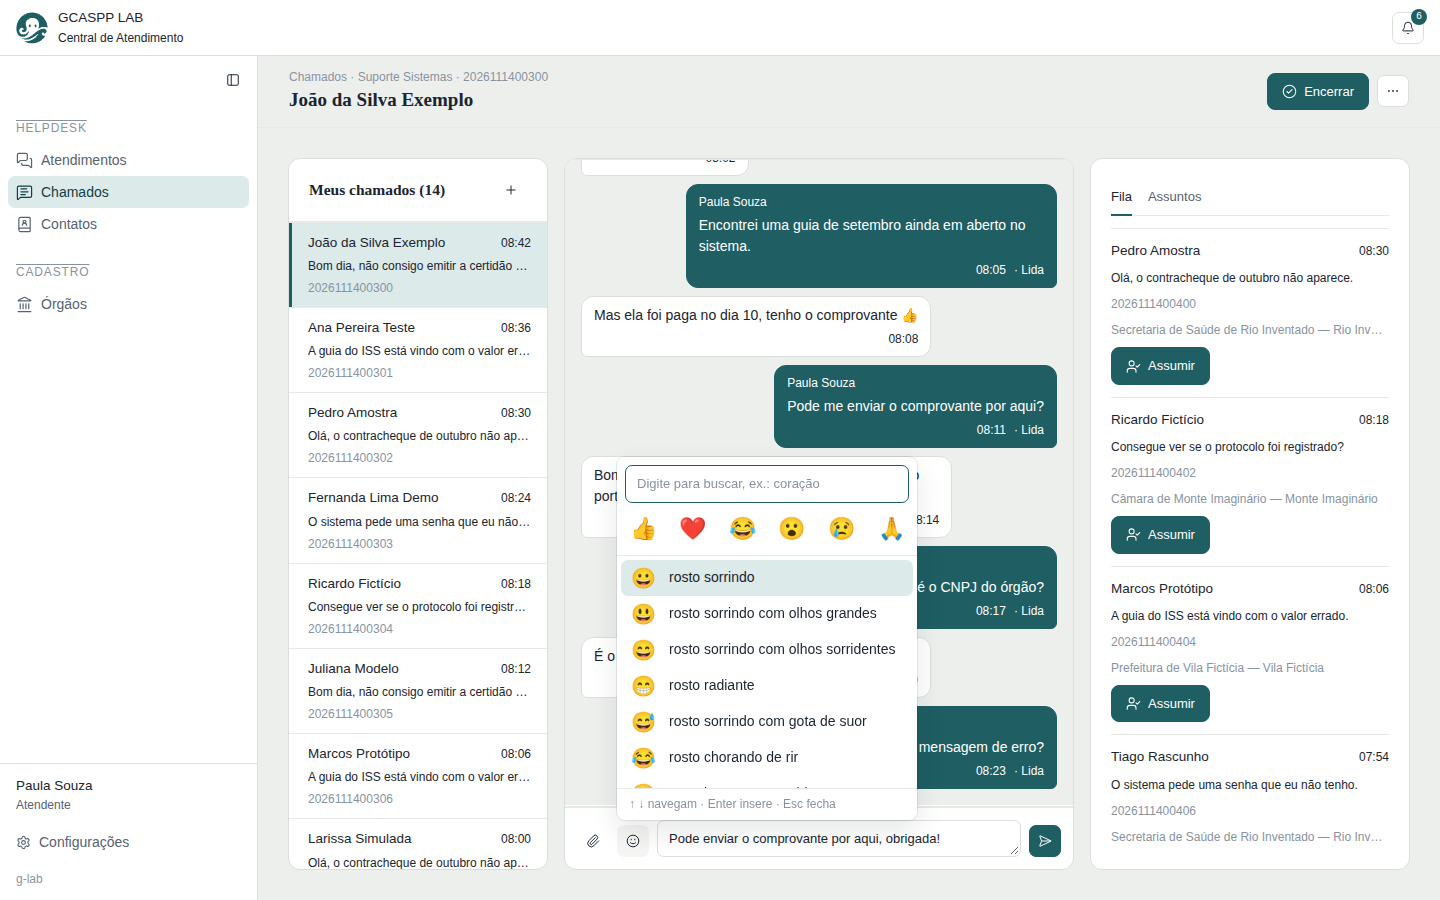 GCASPP LAB
Central de Atendimento
6
HELPDESK
Atendimentos
Chamados
Contatos
CADASTRO
Órgãos
Paula Souza
Atendente
Configurações
g-lab
Chamados · Suporte Sistemas · 2026111400300
João da Silva Exemplo
Encerrar
Meus chamados (14)
João da Silva Exemplo 08:42
Bom dia, não consigo emitir a certidão …
2026111400300
Ana Pereira Teste 08:36
A guia do ISS está vindo com o valor er…
2026111400301
Pedro Amostra 08:30
Olá, o contracheque de outubro não ap…
2026111400302
Fernanda Lima Demo 08:24
O sistema pede uma senha que eu não…
2026111400303
Ricardo Fictício 08:18
Consegue ver se o protocolo foi registr…
2026111400304
Juliana Modelo 08:12
Bom dia, não consigo emitir a certidão …
2026111400305
Marcos Protótipo 08:06
A guia do ISS está vindo com o valor er…
2026111400306
Larissa Simulada 08:00
Olá, o contracheque de outubro não ap…
Paula Souza
Encontrei uma guia de setembro ainda em aberto no
sistema.
08:05 · Lida
Mas ela foi paga no dia 10, tenho o comprovante 👍
08:08
Paula Souza
Pode me enviar o comprovante por aqui?
08:11 · Lida
8:14
é o CNPJ do órgão?
08:17 · Lida
É o
mensagem de erro?
08:23 · Lida
Digite para buscar, ex.: coração
👍 ❤️ 😂 😮 😢 🙏
😀 rosto sorrindo
😃 rosto sorrindo com olhos grandes
😄 rosto sorrindo com olhos sorridentes
😁 rosto radiante
😅 rosto sorrindo com gota de suor
😂 rosto chorando de rir
↑ ↓ navegam · Enter insere · Esc fecha
Pode enviar o comprovante por aqui, obrigada!
Fila Assuntos
Pedro Amostra 08:30
Olá, o contracheque de outubro não aparece.
2026111400400
Secretaria de Saúde de Rio Inventado — Rio Inv…
Assumir
Ricardo Fictício 08:18
Consegue ver se o protocolo foi registrado?
2026111400402
Câmara de Monte Imaginário — Monte Imaginário
Assumir
Marcos Protótipo 08:06
A guia do ISS está vindo com o valor errado.
2026111400404
Prefeitura de Vila Fictícia — Vila Fictícia
Assumir
Tiago Rascunho 07:54
O sistema pede uma senha que eu não tenho.
2026111400406
Secretaria de Saúde de Rio Inventado — Rio Inv…